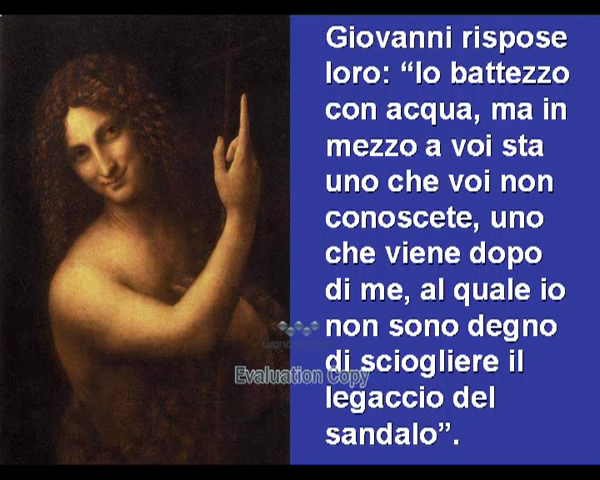 Giovanni rispose
loro: “Io battezzo
con acqua, ma in
mezzo a voi sta
uno che voi non
conoscete, uno
che viene dopo
di me, al quale io
non sono degno
di sciogliere il
legaccio del
sandalo”.
Evaluation Copy